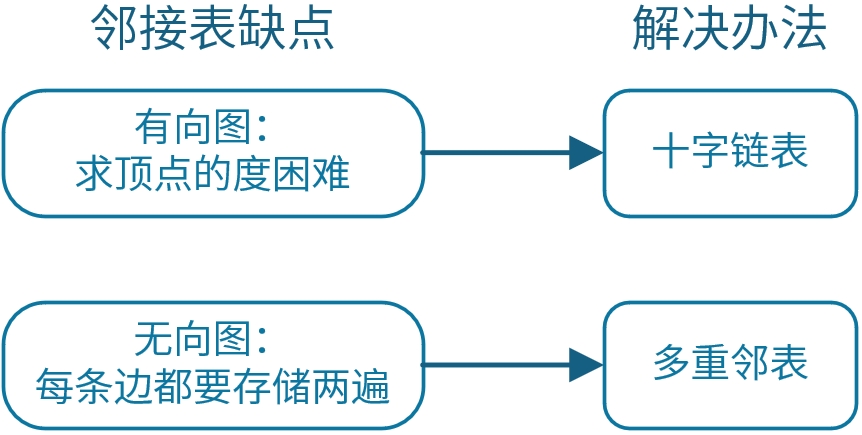 邻接表缺点
解决办法
有向图：
求顶点的度困难
十字链表
无向图：
每条边都要存储两遍
多重邻表